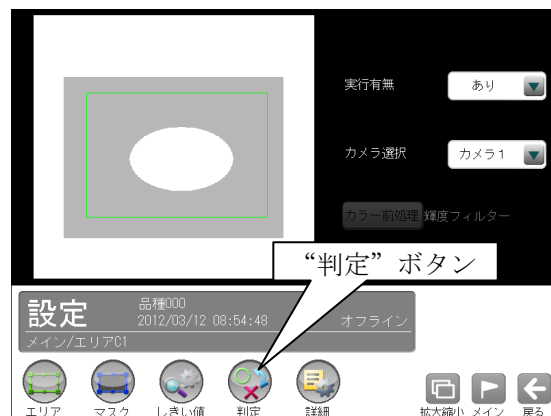 実行有無
あり
カメラ選択
カメラ1
カラー前処理 輝度フィルター
“判定”ボタン
設定
品種000
2012/03/12 08:54:48
オフライン
メイン/エリアC1
エリア
マスク
しきい値
判定
詳細
拡大縮小
メイン
戻る